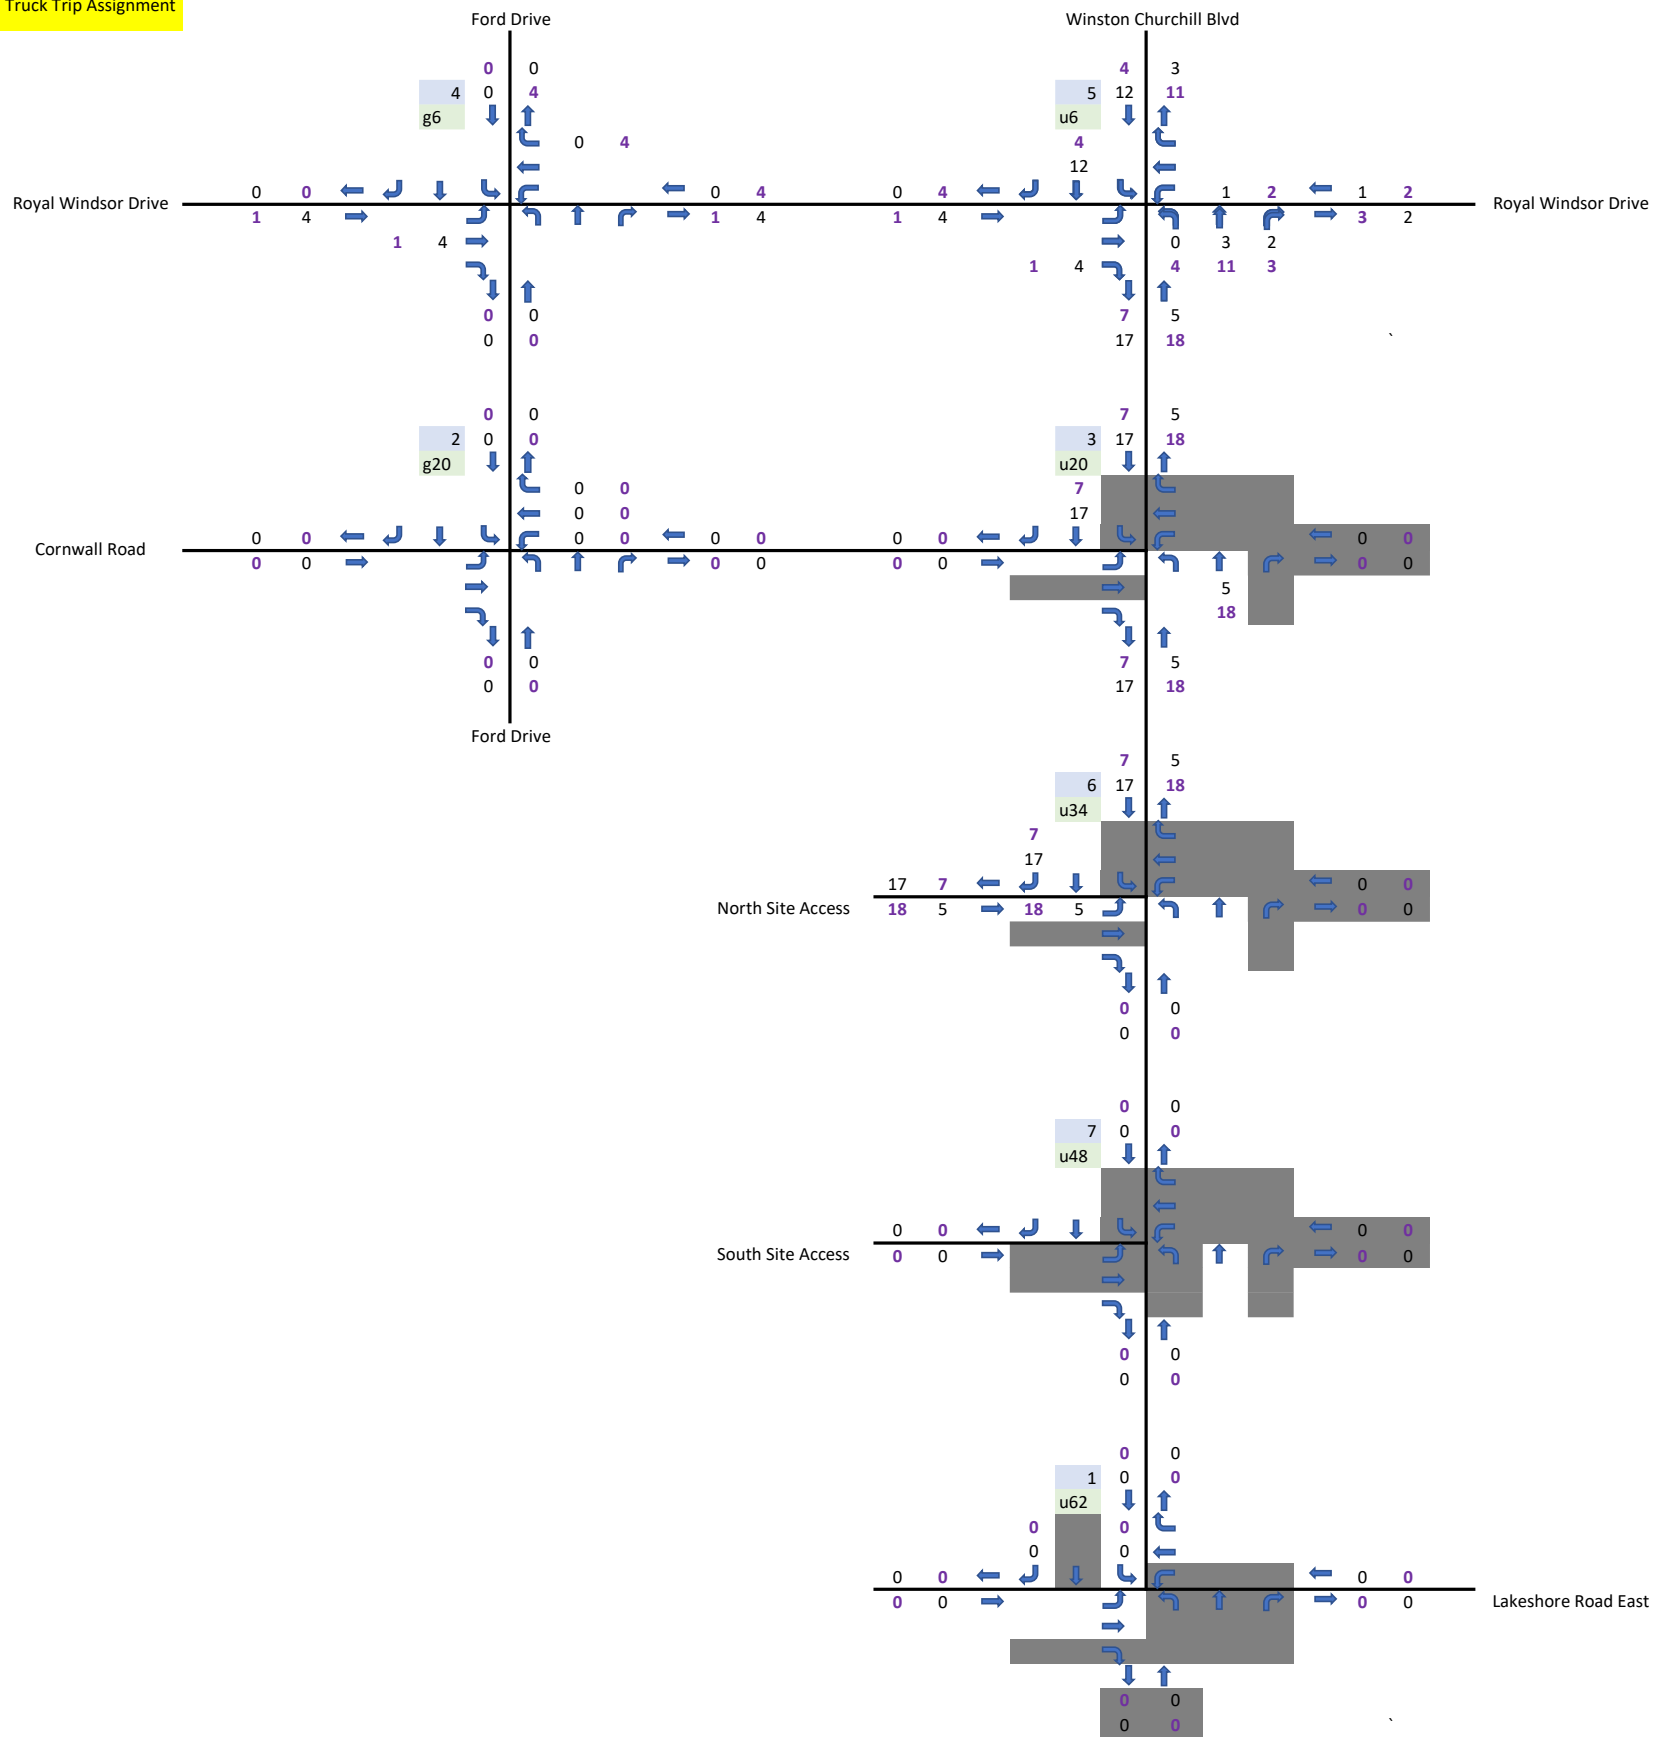 Truck Trip Assignment
Ford Drive Winston Churchill Blvd
0 0 4 3
4 0 4 5 12 11
g6 u6
0 4 4
12
0 0 0 4 0 4 1 2 1 2
Royal Windsor Drive Royal Windsor Drive
1 4 1 4 1 4 3 2
1 4 0 3 2
1 4 4 11 3
0 0 7 5
0 0 17 18 `
0 0 7 5
2 0 0 3 17 18
g20 u20
0 0 7
0 0 17
0 0 0 0 0 0 0 0 0 0
Cornwall Road
0 0 0 0 0 0 0 0
5
18
0 0 7 5
0 0 17 18
Ford Drive
7 5
6 17 18
u34
7
17
17 7 0 0
North Site Access 18 5 18 5 0 0
0 0
0 0
0 0
7 0 0
u48
0 0 0 0
South Site Access 0 0 0 0
0 0
0 0
0 0
1 0 0
u62
0 0
0 0
0 0 0 0
0 0 0 0 Lakeshore Road East
0 0
0 0 `